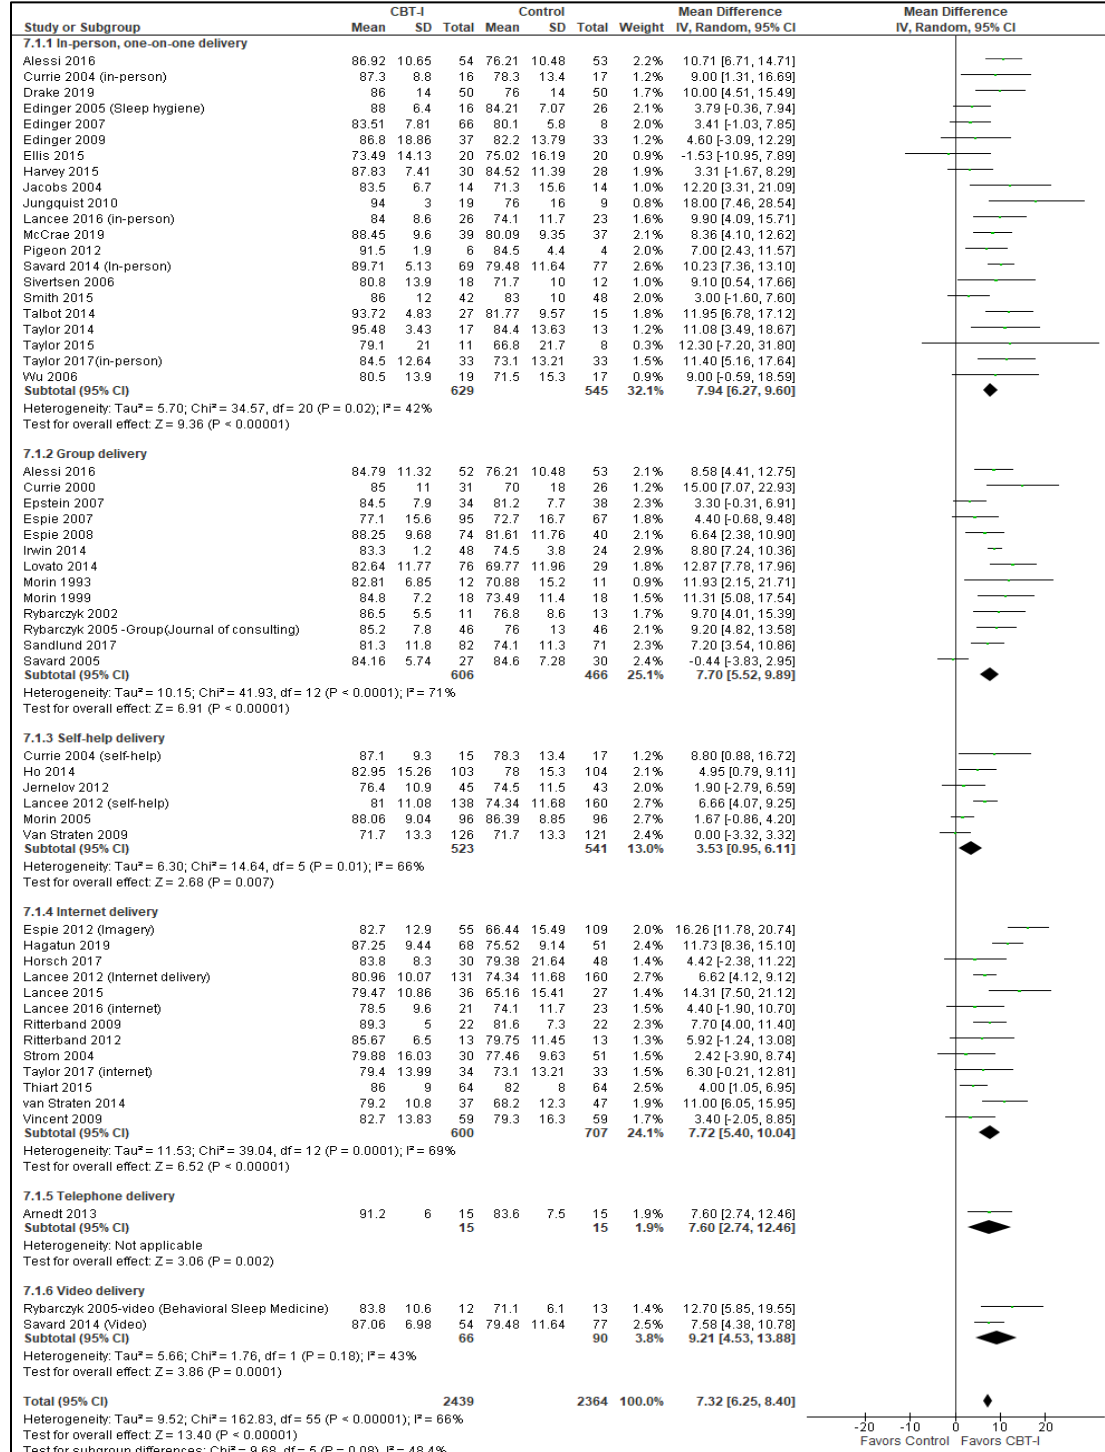 CBT-I Control Mean Difference Mean Difference
Study or Subgroup Mean SD Total Mean SD Total Weight IV, Random, 95% CI IV, Random, 95% CI
7.1.1 In-person, one-on-one delivery
Alessi 2016 86.92 10.65 54 76.21 10.48 53 2.2% 10.71 [6.71, 14.71]
Currie 2004 (in-person) 87.3 8.8 16 78.3 13.4 17 1.2% 9.00 [1.31, 16.69]
Drake 2019 86 14 50 76 14 50 1.7% 10.00 [4.51, 15.49]
Edinger 2005 (Sleep hygiene) 88 6.4 16 84.21 7.07 26 2.1% 3.79 [-0.36, 7.94]
Edinger 2007 83.51 7.81 66 80.1 5.8 8 2.0% 3.41 [-1.03, 7.85]
Edinger 2009 86.8 18.86 37 82.2 13.79 33 1.2% 4.60 [-3.09, 12.29]
Ellis 2015 73.49 14.13 20 75.02 16.19 20 0.9% -1.53 [-10.95, 7.89]
Harvey 2015 87.83 7.41 30 84.52 11.39 28 1.8% 3.31 [-1.67, 8.29]
Jacobs 2004 83.5 6.7 14 71.3 15.6 14 1.0% 12.20 [3.31, 21.09]
Jungquist 2010 94 3 19 76 16 9 0.8% 18.00 [7.46, 28.54]
Lancee 2016 (in-person) 84 8.6 26 74.1 11.7 23 1.6% 9.90 [4.09, 15.71]
McCrae 2019 88.45 9.6 39 80.09 9.35 37 2.1% 8.36 [4.10, 12.62]
Pigeon 2012 91.5 1.9 6 84.5 4.4 4 2.0% 7.00 [2.43, 11.57]
Savard 2014 (In-person) 89.71 5.13 69 79.48 11.64 77 2.6% 10.23 [7.36, 13.10]
Sivertsen 2006 80.8 13.9 18 71.7 10 12 1.0% 9.10 [0.54, 17.66]
Smith 2015 86 12 42 83 10 48 2.0% 3.00 [-1.60, 7.60]
Talbot 2014 93.72 4.83 27 81.77 9.57 15 1.8% 11.95 [6.78, 17.12]
Taylor 2014 95.48 3.43 17 84.4 13.63 13 1.2% 11.08 [3.49, 18.67]
Taylor 2015 79.1 21 11 66.8 21.7 8 0.3% 12.30 [-7.20, 31.80]
Taylor 2017(in-person) 84.5 12.64 33 73.1 13.21 33 1.5% 11.40 [5.16, 17.64]
Wu 2006 80.5 13.9 19 71.5 15.3 17 0.9% 9.00 [-0.59, 18.59]
Subtotal (95% CI) 629 545 32.1% 7.94 [6.27, 9.60]
Heterogeneity: Tau² = 5.70; Chi² = 34.57, df = 20 (P = 0.02); I² = 42%
Test for overall effect: Z = 9.36 (P < 0.00001)
7.1.2 Group delivery
Alessi 2016 84.79 11.32 52 76.21 10.48 53 2.1% 8.58 [4.41, 12.75]
Currie 2000 85 11 31 70 18 26 1.2% 15.00 [7.07, 22.93]
Epstein 2007 84.5 7.9 34 81.2 7.7 38 2.3% 3.30 [-0.31, 6.91]
Espie 2007 77.1 15.6 95 72.7 16.7 67 1.8% 4.40 [-0.68, 9.48]
Espie 2008 88.25 9.68 74 81.61 11.76 40 2.1% 6.64 [2.38, 10.90]
Irwin 2014 83.3 1.2 48 74.5 3.8 24 2.9% 8.80 [7.24, 10.36]
Lovato 2014 82.64 11.77 76 69.77 11.96 29 1.8% 12.87 [7.78, 17.96]
Morin 1993 82.81 6.85 12 70.88 15.2 11 0.9% 11.93 [2.15, 21.71]
Morin 1999 84.8 7.2 18 73.49 11.4 18 1.5% 11.31 [5.08, 17.54]
Rybarczyk 2002 86.5 5.5 11 76.8 8.6 13 1.7% 9.70 [4.01, 15.39]
Rybarczyk 2005 -Group(Journal of consulting) 85.2 7.8 46 76 13 46 2.1% 9.20 [4.82, 13.58]
Sandlund 2017 81.3 11.8 82 74.1 11.3 71 2.3% 7.20 [3.54, 10.86]
Savard 2005 84.16 5.74 27 84.6 7.28 30 2.4% -0.44 [-3.83, 2.95]
Subtotal (95% CI) 606 466 25.1% 7.70 [5.52, 9.89]
Heterogeneity: Tau² = 10.15; Chi² = 41.93, df = 12 (P < 0.0001); I² = 71%
Test for overall effect: Z = 6.91 (P < 0.00001)
7.1.3 Self-help delivery
Currie 2004 (self-help) 87.1 9.3 15 78.3 13.4 17 1.2% 8.80 [0.88, 16.72]
Ho 2014 82.95 15.26 103 78 15.3 104 2.1% 4.95 [0.79, 9.11]
Jernelov 2012 76.4 10.9 45 74.5 11.5 43 2.0% 1.90 [-2.79, 6.59]
Lancee 2012 (self-help) 81 11.08 138 74.34 11.68 160 2.7% 6.66 [4.07, 9.25]
Morin 2005 88.06 9.04 96 86.39 8.85 96 2.7% 1.67 [-0.86, 4.20]
Van Straten 2009 71.7 13.3 126 71.7 13.3 121 2.4% 0.00 [-3.32, 3.32]
Subtotal (95% CI) 523 541 13.0% 3.53 [0.95, 6.11]
Heterogeneity: Tau² = 6.30; Chi² = 14.64, df = 5 (P = 0.01); I² = 66%
Test for overall effect: Z = 2.68 (P = 0.007)
7.1.4 Internet delivery
Espie 2012 (Imagery) 82.7 12.9 55 66.44 15.49 109 2.0% 16.26 [11.78, 20.74]
Hagatun 2019 87.25 9.44 68 75.52 9.14 51 2.4% 11.73 [8.36, 15.10]
Horsch 2017 83.8 8.3 30 79.38 21.64 48 1.4% 4.42 [-2.38, 11.22]
Lancee 2012 (Internet delivery) 80.96 10.07 131 74.34 11.68 160 2.7% 6.62 [4.12, 9.12]
Lancee 2015 79.47 10.86 36 65.16 15.41 27 1.4% 14.31 [7.50, 21.12]
Lancee 2016 (internet) 78.5 9.6 21 74.1 11.7 23 1.5% 4.40 [-1.90, 10.70]
Ritterband 2009 89.3 5 22 81.6 7.3 22 2.3% 7.70 [4.00, 11.40]
Ritterband 2012 85.67 6.5 13 79.75 11.45 13 1.3% 5.92 [-1.24, 13.08]
Strom 2004 79.88 16.03 30 77.46 9.63 51 1.5% 2.42 [-3.90, 8.74]
Taylor 2017 (internet) 79.4 13.99 34 73.1 13.21 33 1.5% 6.30 [-0.21, 12.81]
Thiart 2015 86 9 64 82 8 64 2.5% 4.00 [1.05, 6.95]
van Straten 2014 79.2 10.8 37 68.2 12.3 47 1.9% 11.00 [6.05, 15.95]
Vincent 2009 82.7 13.83 59 79.3 16.3 59 1.7% 3.40 [-2.05, 8.85]
Subtotal (95% CI) 600 707 24.1% 7.72 [5.40, 10.04]
Heterogeneity: Tau² = 11.53; Chi² = 39.04, df = 12 (P = 0.0001); I² = 69%
Test for overall effect: Z = 6.52 (P < 0.00001)
7.1.5 Telephone delivery
Arnedt 2013 91.2 6 15 83.6 7.5 15 1.9% 7.60 [2.74, 12.46]
Subtotal (95% CI) 15 15 1.9% 7.60 [2.74, 12.46]
Heterogeneity: Not applicable
Test for overall effect: Z = 3.06 (P = 0.002)
7.1.6 Video delivery
Rybarczyk 2005-video (Behavioral Sleep Medicine) 83.8 10.6 12 71.1 6.1 13 1.4% 12.70 [5.85, 19.55]
Savard 2014 (Video) 87.06 6.98 54 79.48 11.64 77 2.5% 7.58 [4.38, 10.78]
Subtotal (95% CI) 66 90 3.8% 9.21 [4.53, 13.88]
Heterogeneity: Tau² = 5.66; Chi² = 1.76, df = 1 (P = 0.18); I² = 43%
Test for overall effect: Z = 3.86 (P = 0.0001)
Total (95% CI) 2439 2364 100.0% 7.32 [6.25, 8.40]
Heterogeneity: Tau² = 9.52; Chi² = 162.83, df = 55 (P < 0.00001); I² = 66%
Test for overall effect: Z = 13.40 (P < 0.00001)
Test for subgroup differences: Chi² = 9.68, df = 5 (P = 0.08), I² = 48.4%
-20 -10 0 10 20
Favors Control Favors CBT-I